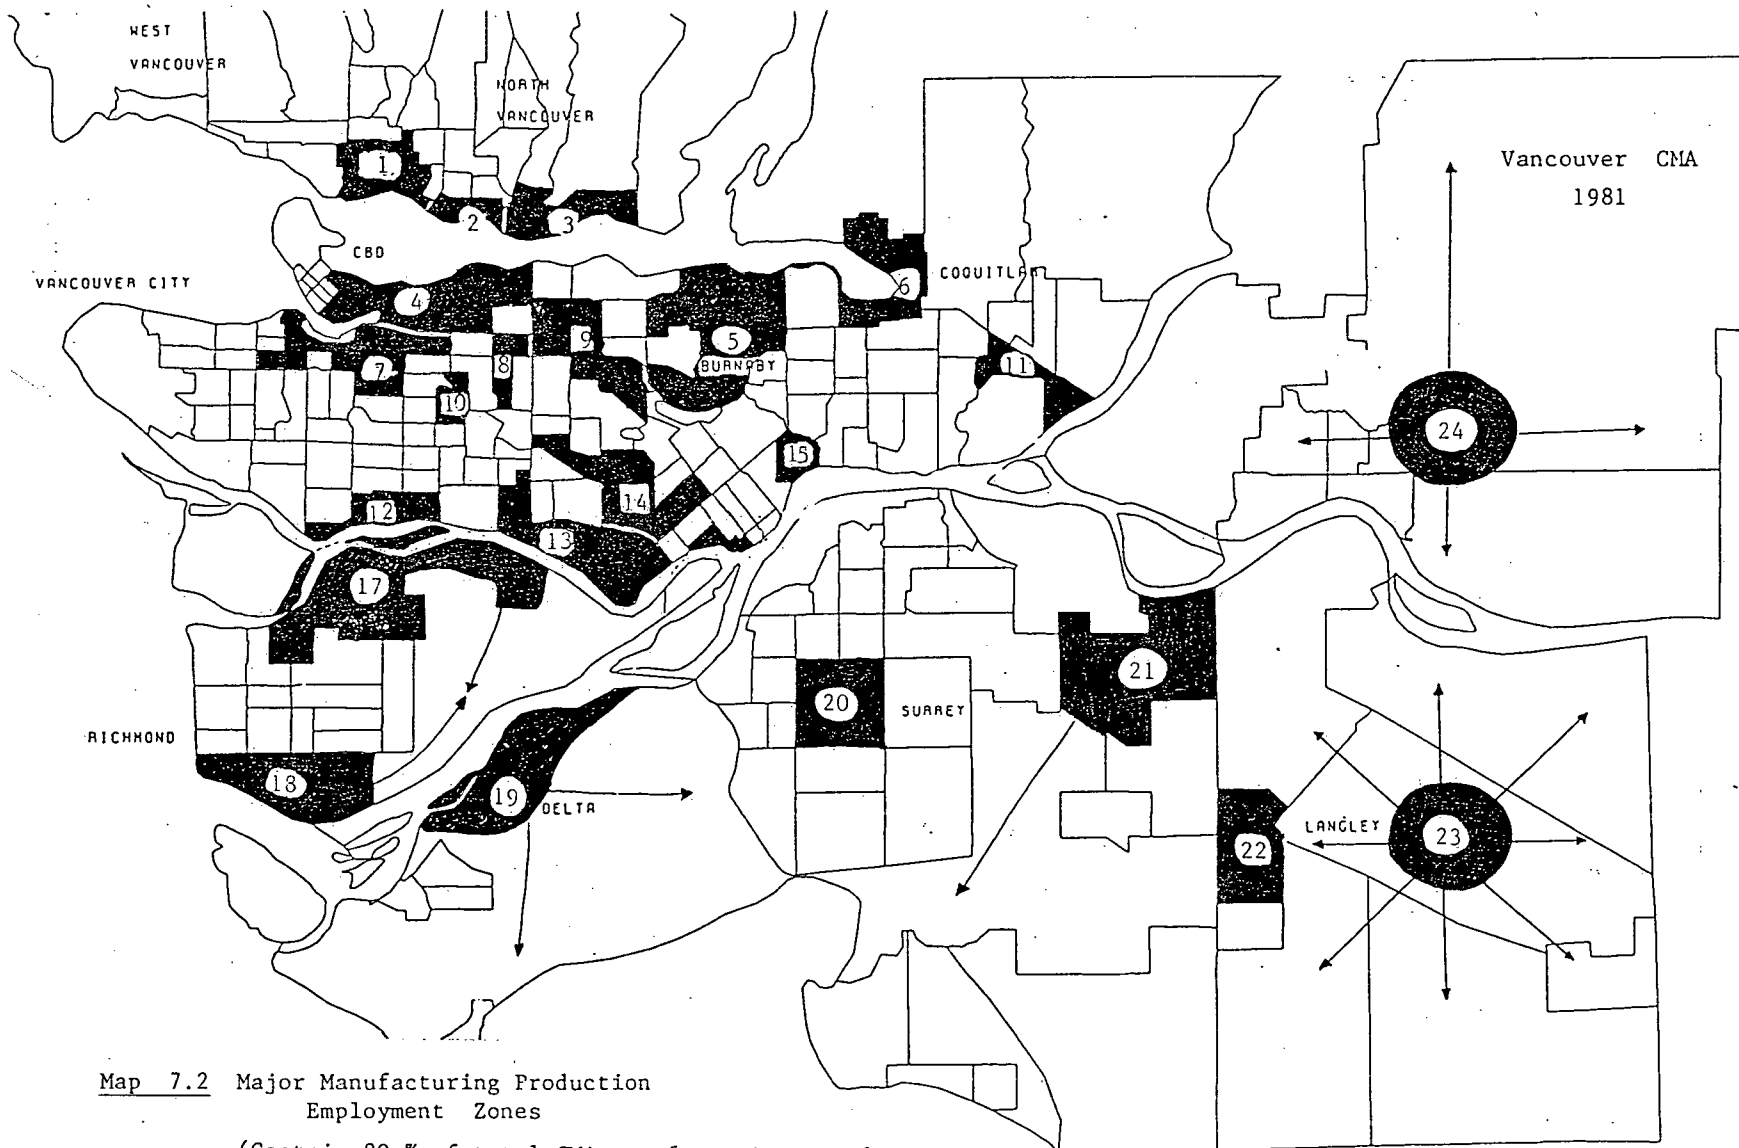 WEST
VANCOUVER
NORTH
VANCOUVER
Vancouver CMA
1981
1
2
3
CBD
VANCOUVER CITY
4
6
COQUITLAM
9
5
BURNABY
7
8
11
10
24
15
14
12
13
17
21
20
SURREY
RICHMOND
18
19
DELTA
22
LANGLEY
23
Map 7.2 Major Manufacturing Production
Employment Zones